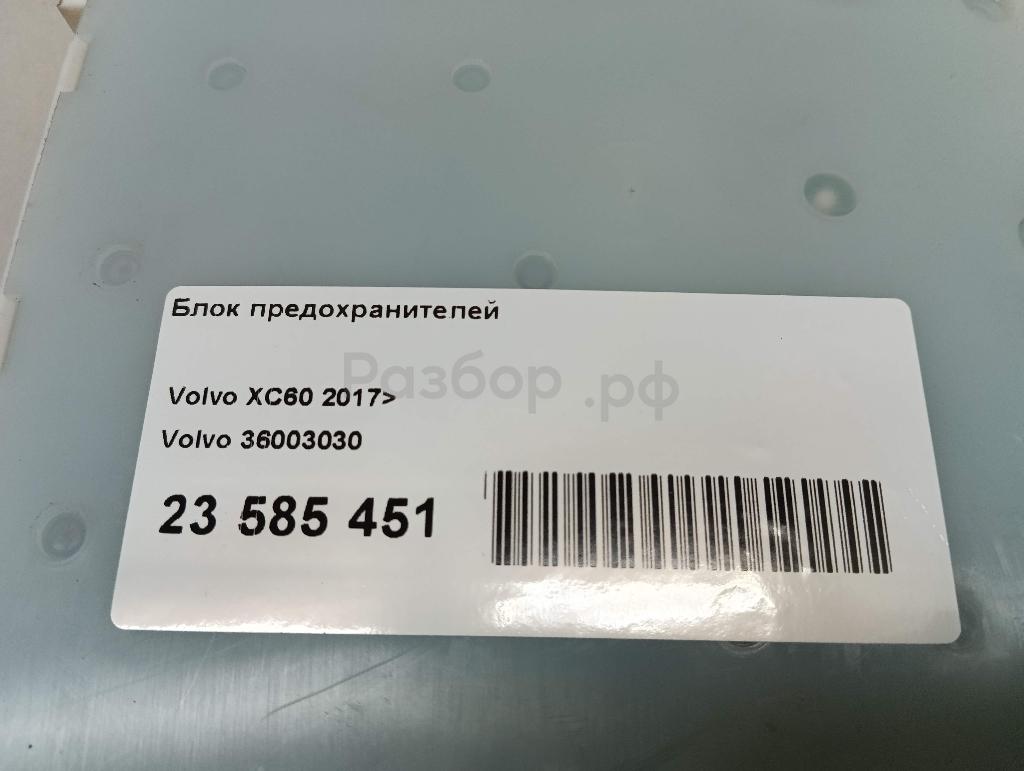 Блок предохранителей
Разбор.рф
Volvo XC60 2017>
Volvo 36003030
23 585 451